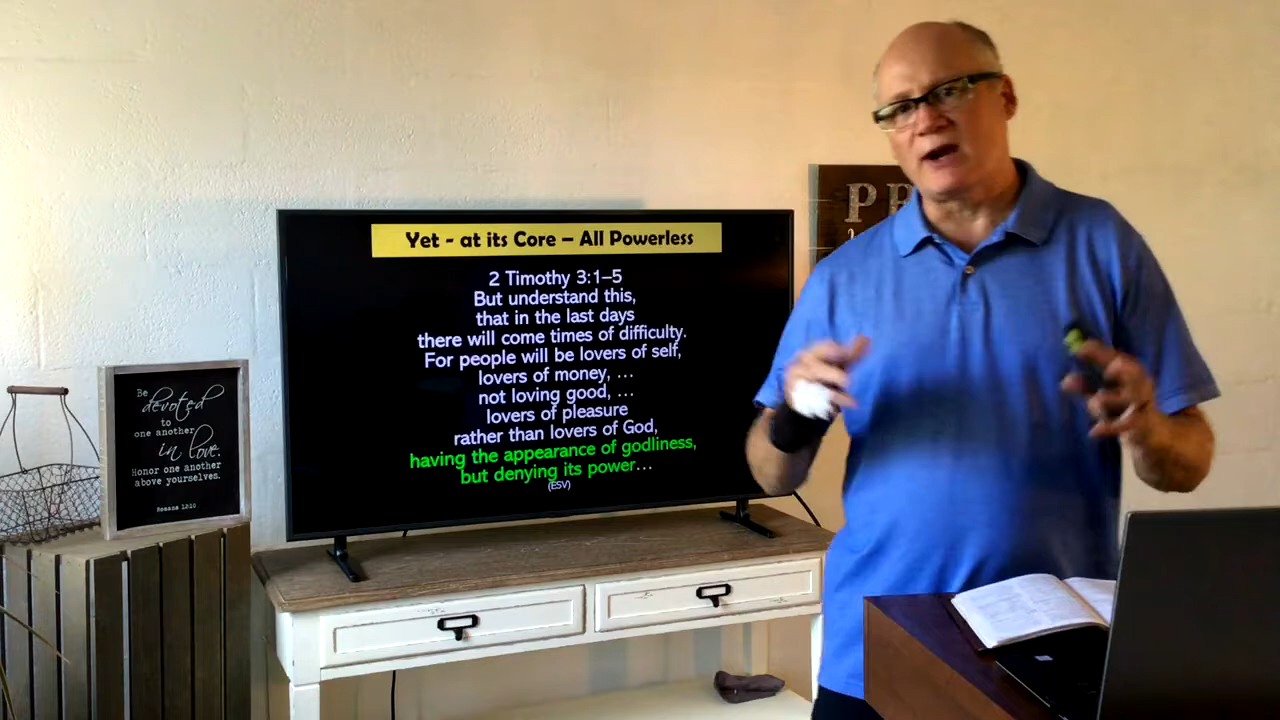 Yet - at its Core – All Powerless
2 Timothy 3:1–5
But understand this,
that in the last days
there will come times of difficulty.
For people will be lovers of self,
lovers of money, …
not loving good, …
lovers of pleasure
rather than lovers of God,
having the appearance of godliness,
but denying its power…
(ESV)
Be
devoted
to
one another
in love.
Honor one another
above yourselves.
Romans 12:10